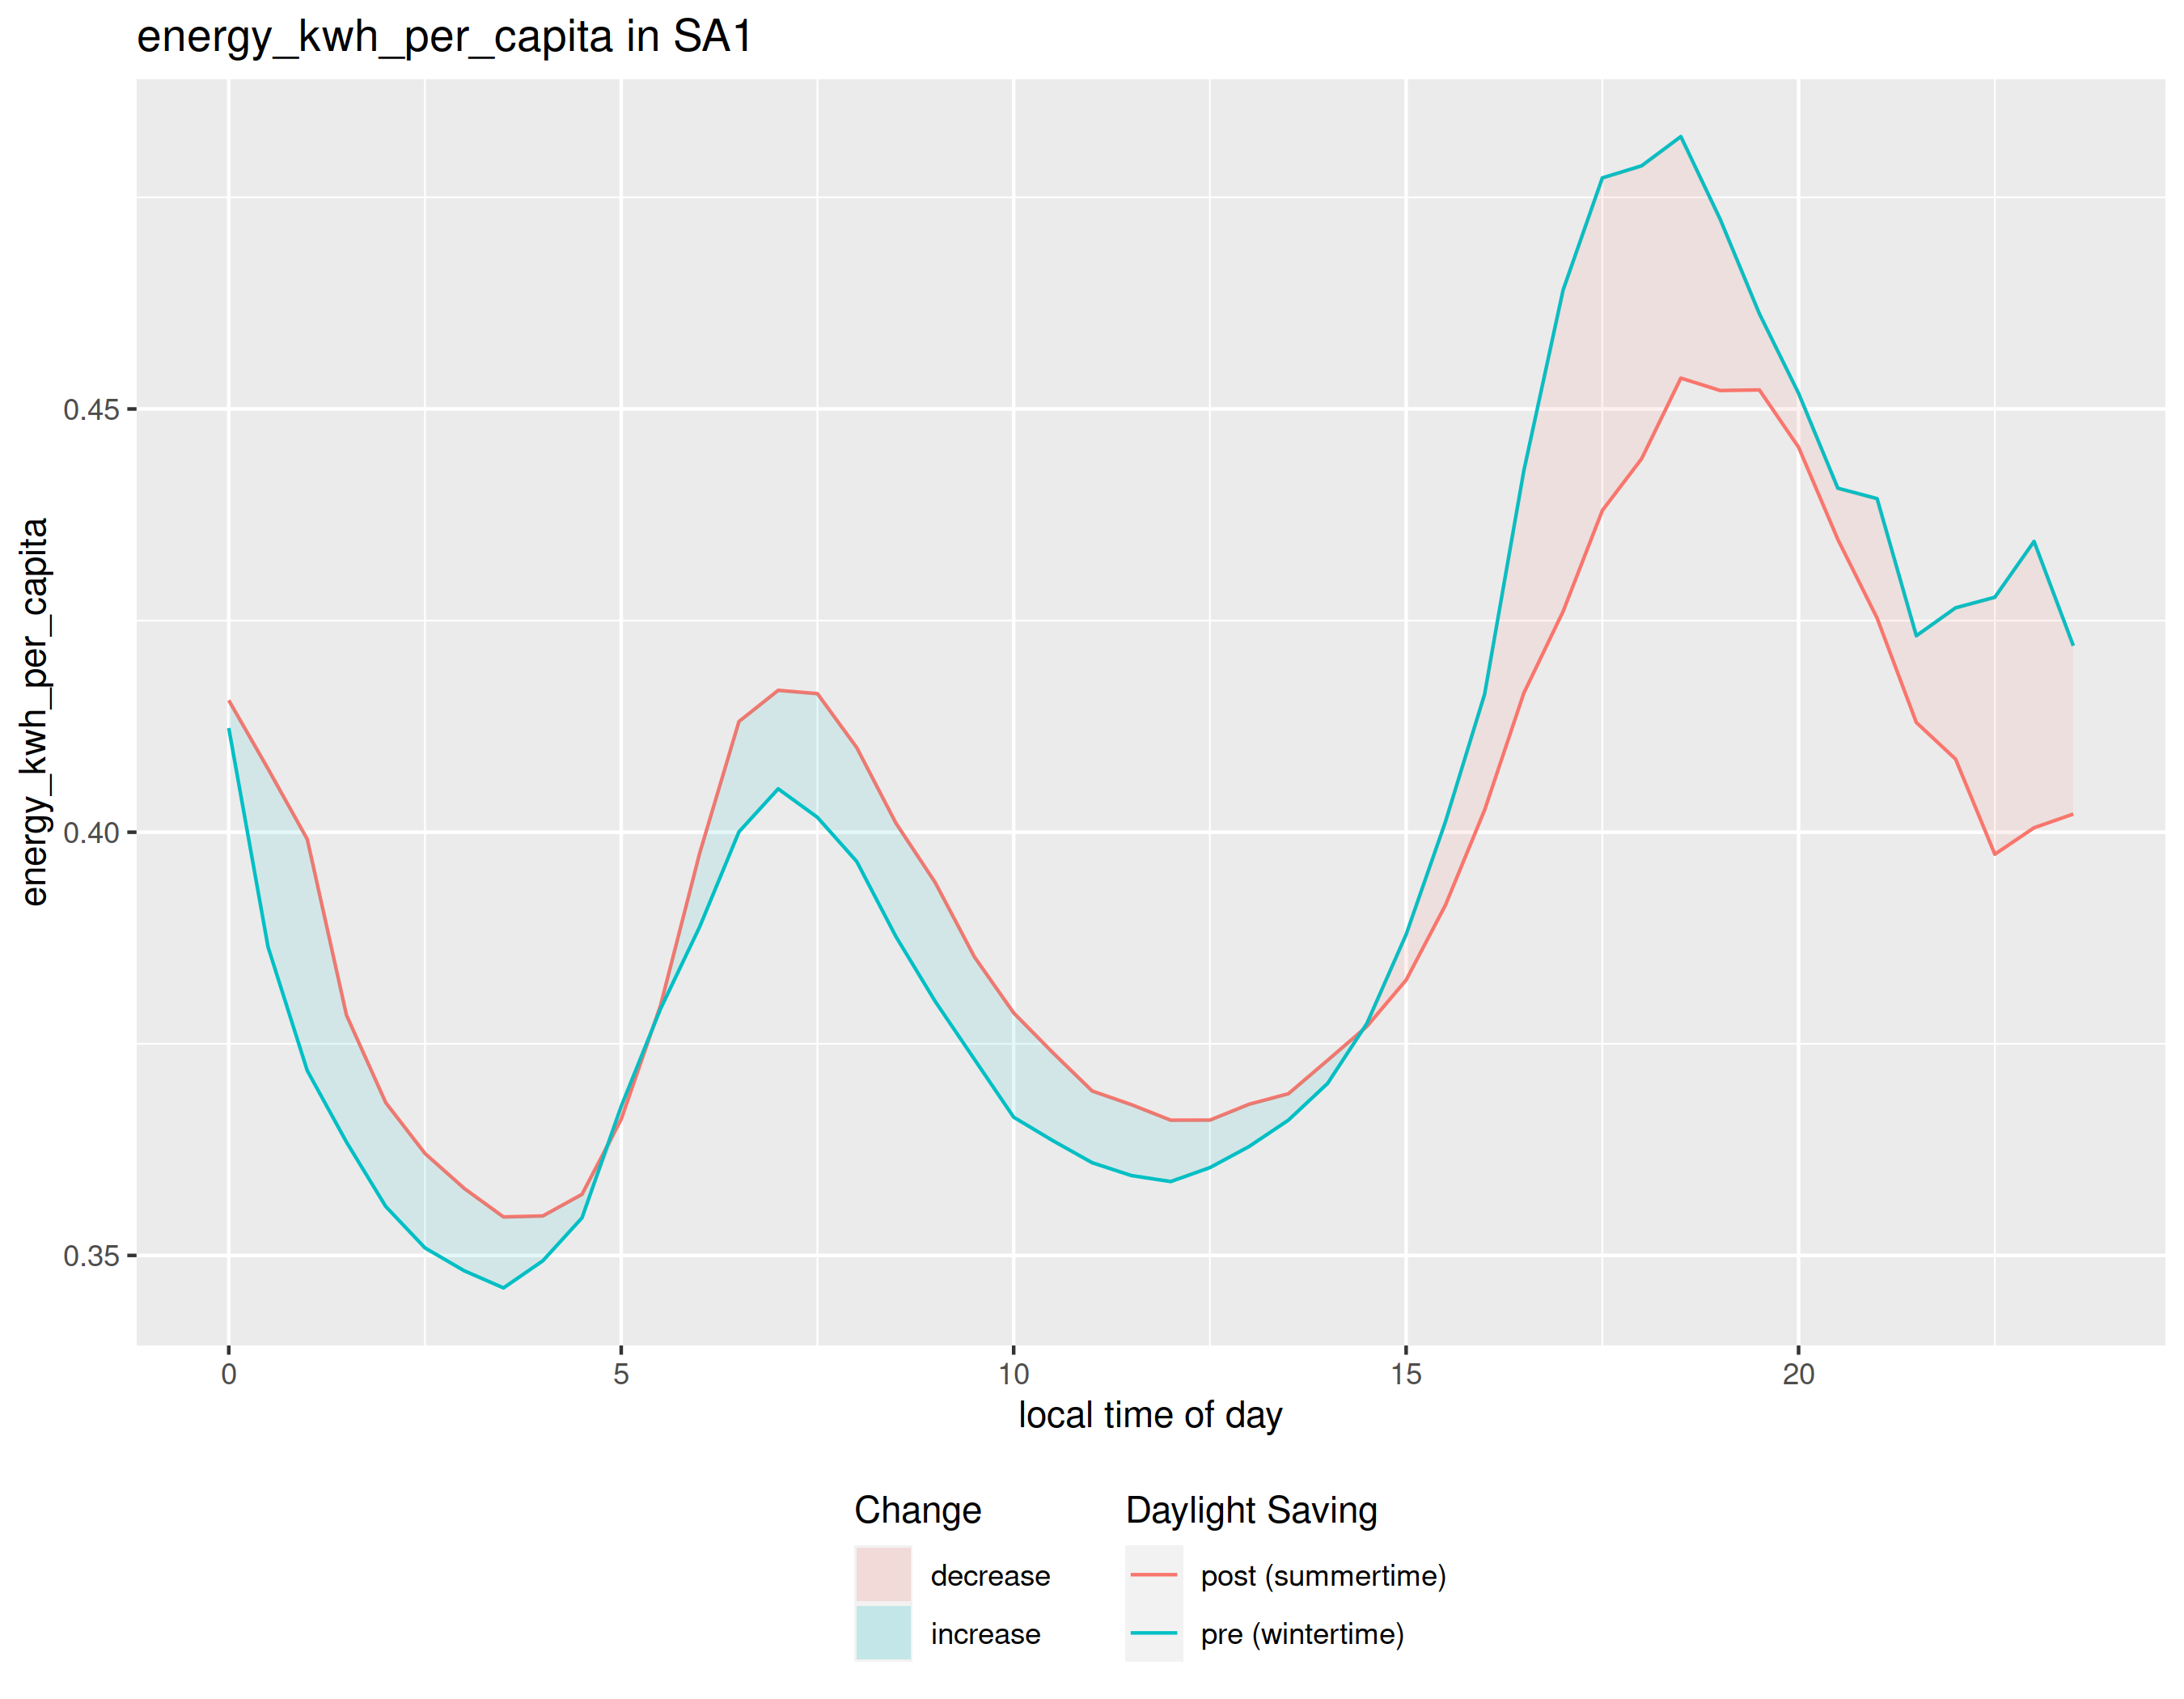 energy_kwh_per_capita in SA1
energy_kwh_per_capita
0.45
0.40
0.35
0 5 10 15 20
local time of day
Change
decrease
increase
Daylight Saving
post (summertime)
pre (wintertime)